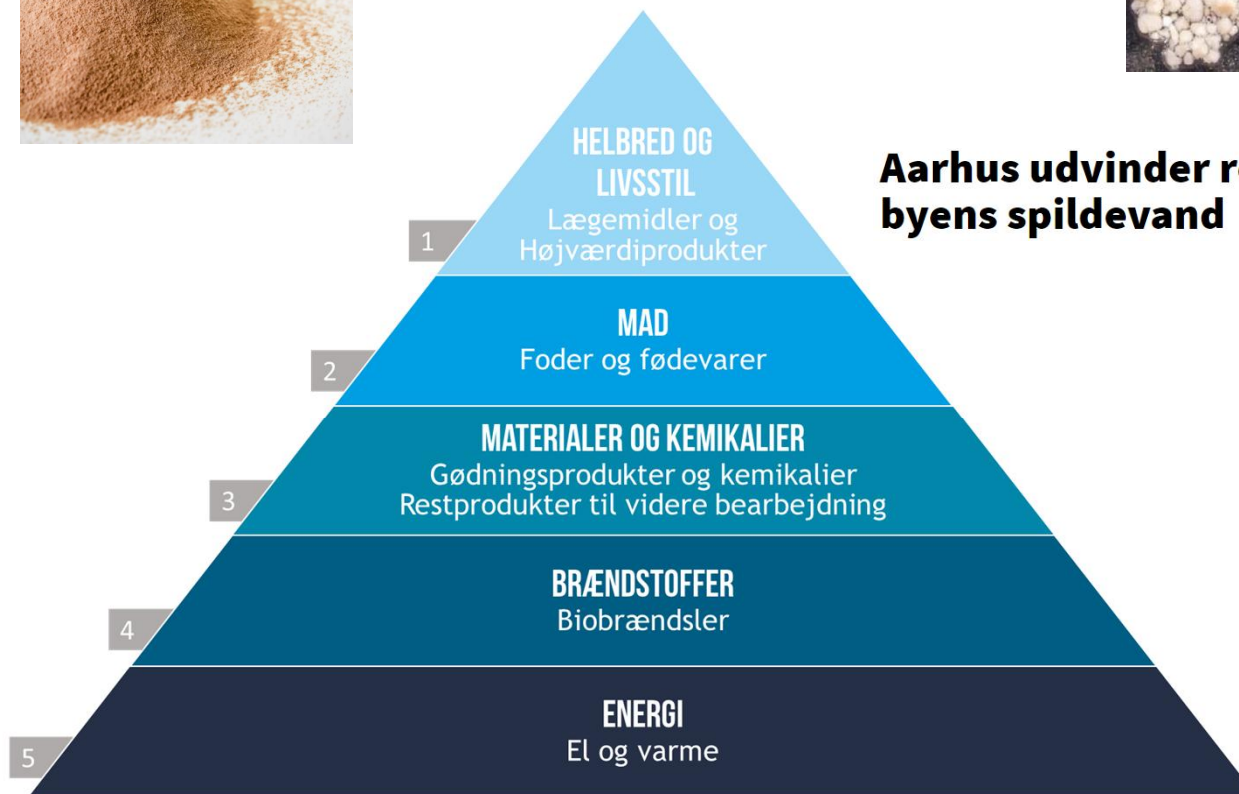 HELBRED OG
LIVSSTIL
Lægemidler og
Højværdiprodukter
1
Aarhus udvinder
byens spildevand
MAD
Foder og fødevarer
2
MATERIALER OG KEMIKALIER
Gødningsprodukter og kemikalier
Restprodukter til videre bearbejdning
3
BRÆNDSTOFFER
Biobrændsler
4
ENERGI
El og varme
5